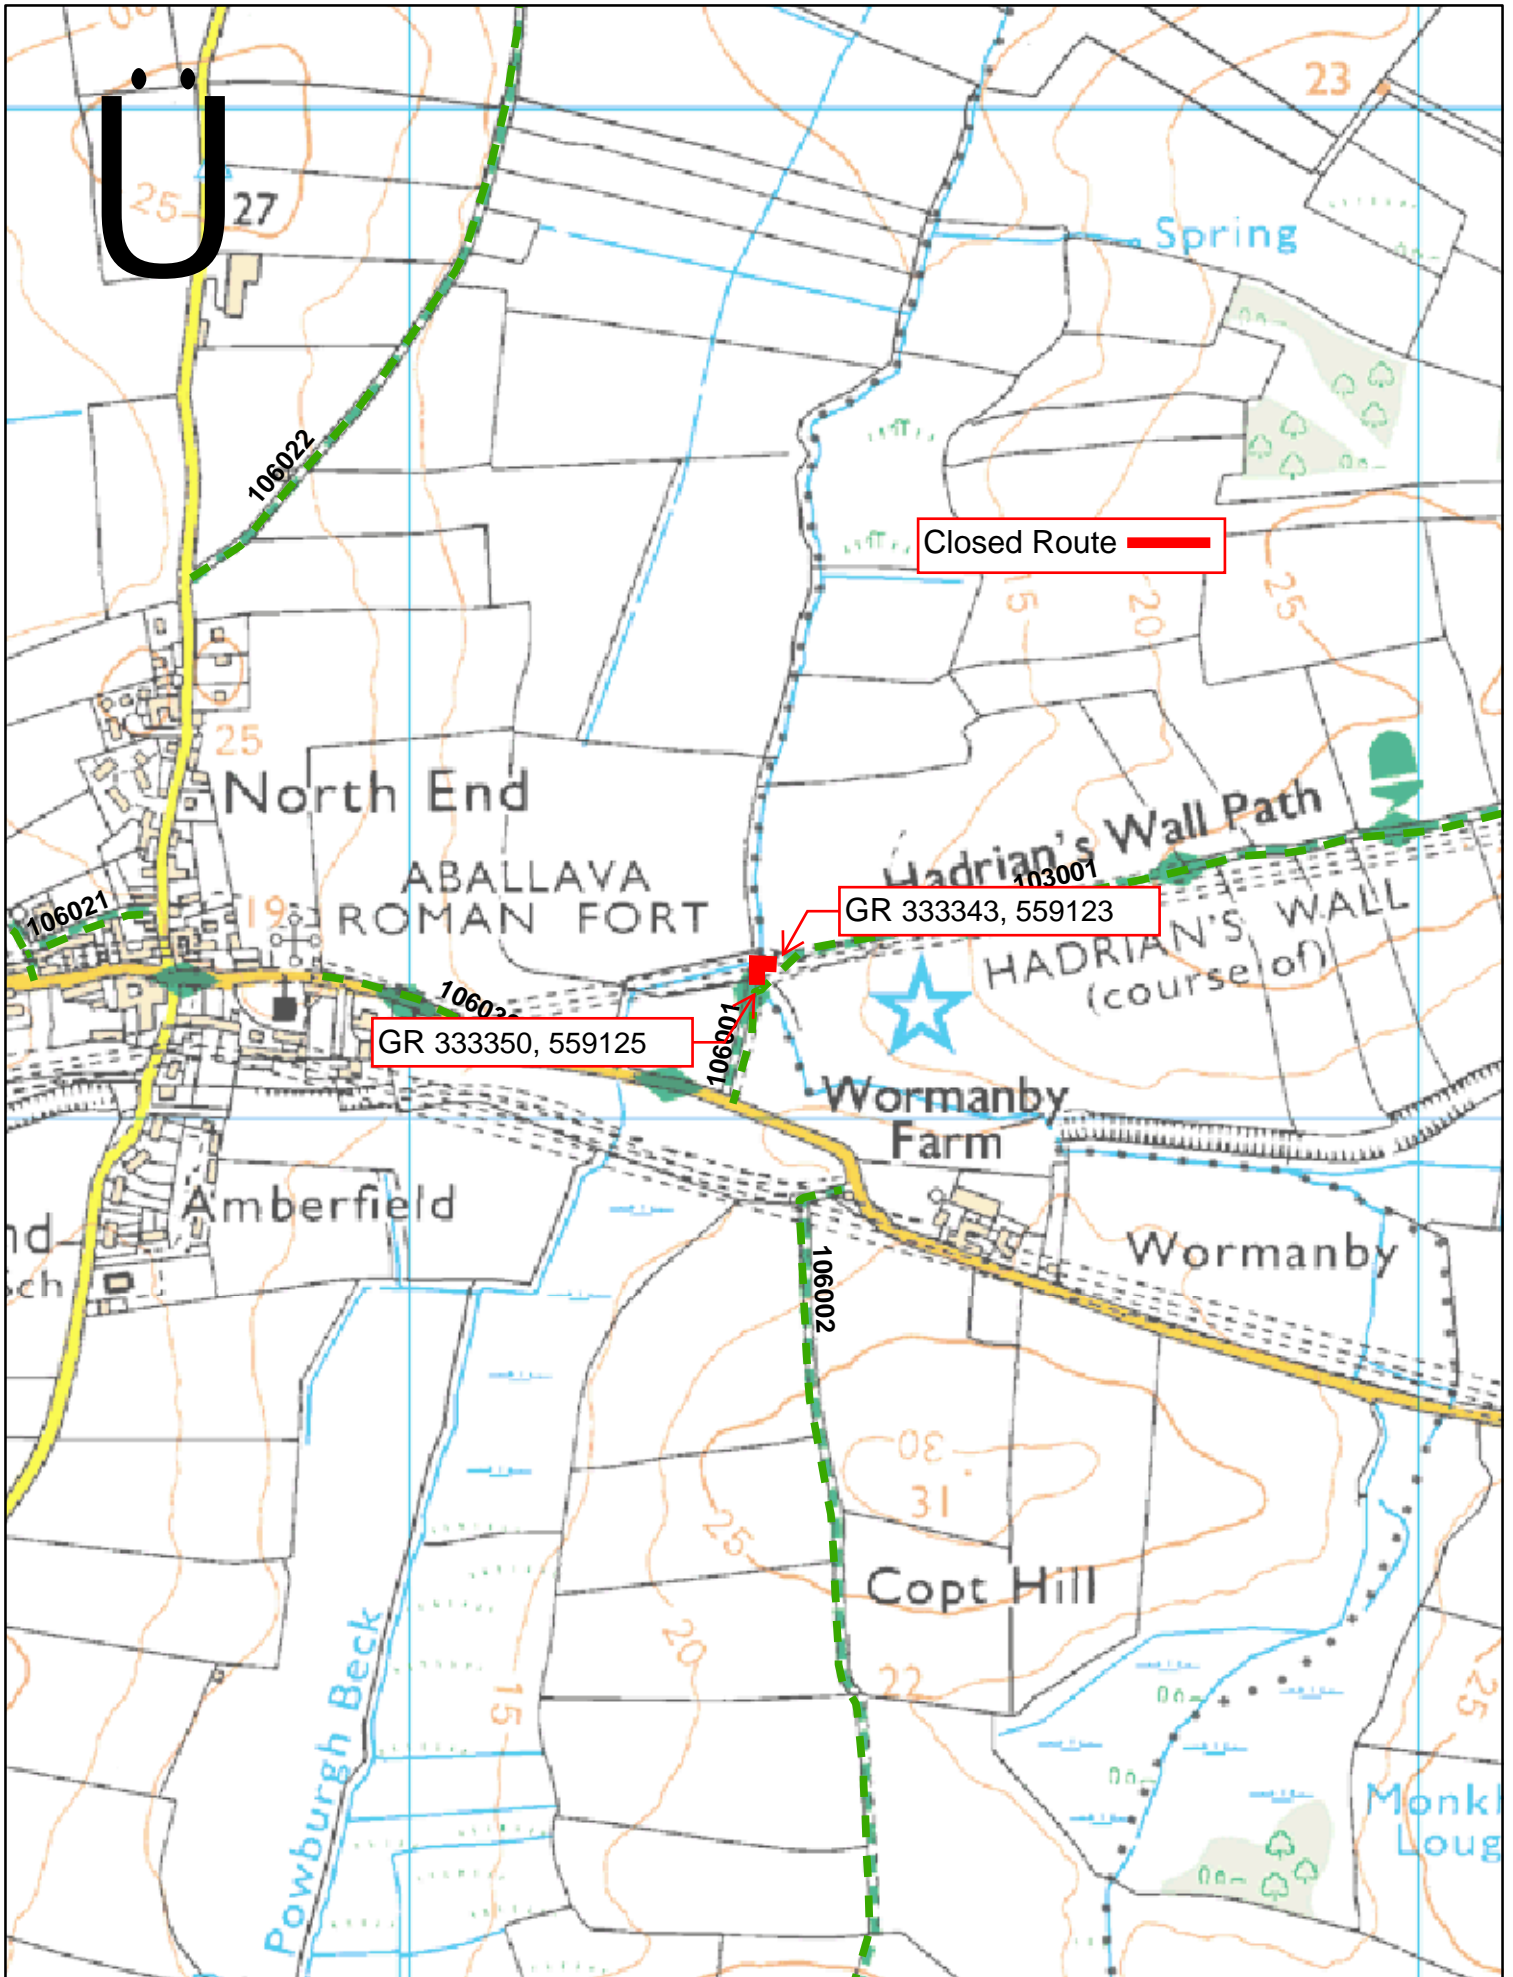 Ü
23
25
27
Spring
106022
Closed Route
15
20
25
25
North End
Hadrian's Wall Path
103001
ABALLAVA
ROMAN FORT
106021
19
GR 333343, 559123
HADRIAN'S WALL
(course of)
GR 333350, 559125
106001
Wormanby
Farm
Amberfield
Wormanby
106002
30
31
25
Copt Hill
20
22
15
25
Powburgh Beck